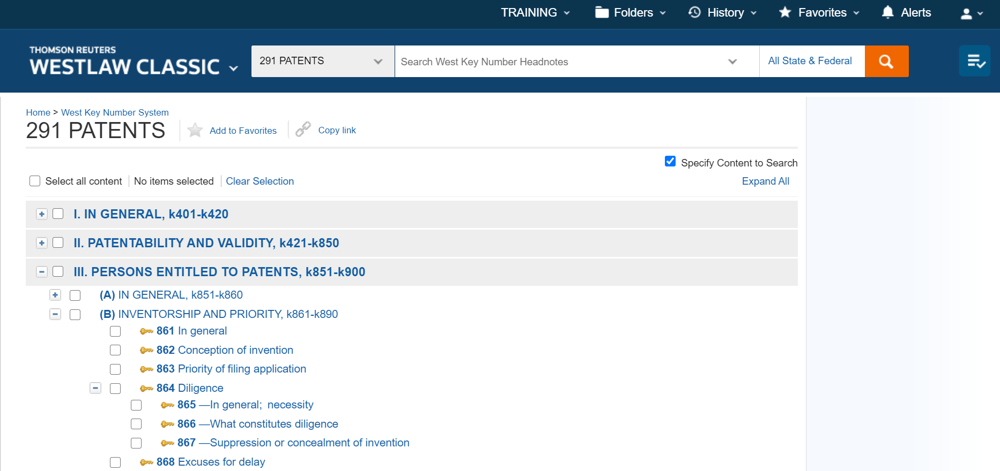 TRAINING Folders History Favorites Alerts
THOMSON REUTERS
WESTLAW CLASSIC
291 PATENTS Search West Key Number Headnotes All State & Federal
Home > West Key Number System
291 PATENTS Add to Favorites Copy link
Specify Content to Search
Select all content No items selected Clear Selection Expand All
I. IN GENERAL, k401-k420
II. PATENTABILITY AND VALIDITY, k421-k850
III. PERSONS ENTITLED TO PATENTS, k851-k900
(A) IN GENERAL, k851-k860
(B) INVENTORSHIP AND PRIORITY, k861-k890
861 In general
862 Conception of invention
863 Priority of filing application
864 Diligence
865 —In general; necessity
866 —What constitutes diligence
867 —Suppression or concealment of invention
868 Excuses for delay